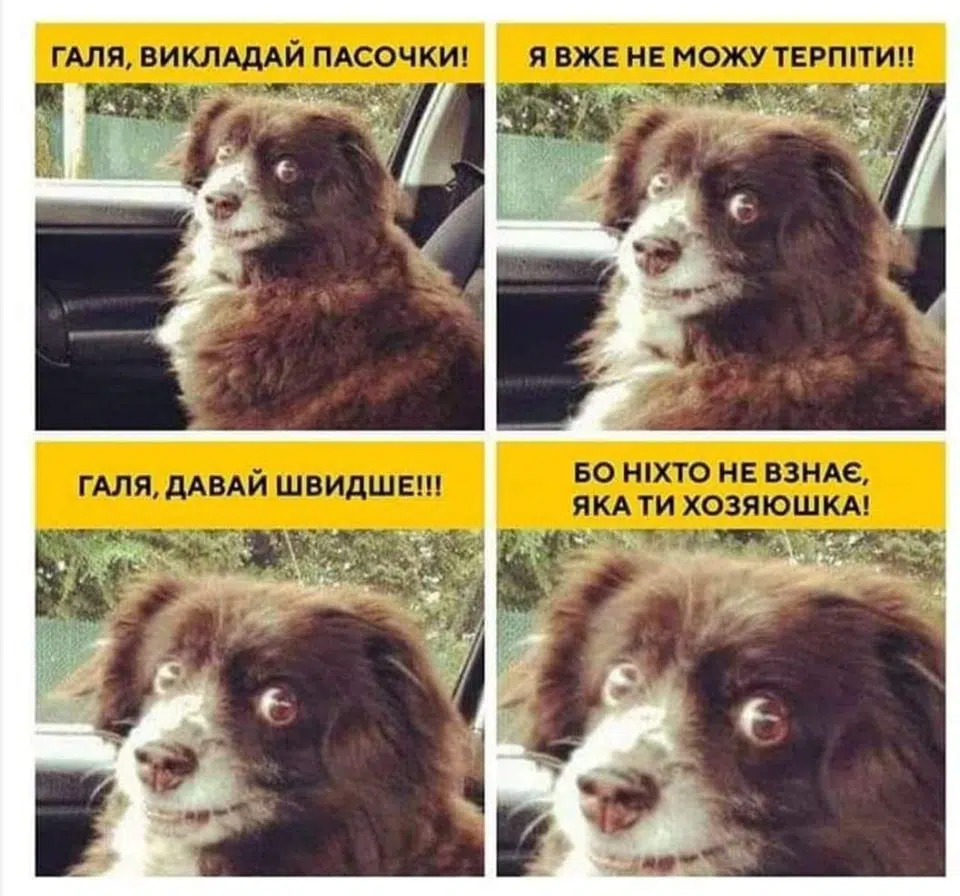 ГАЛЯ, ВИКЛАДАЙ ПАСОЧКИ!
Я ВЖЕ НЕ МОЖУ ТЕРПІТИ!!
ГАЛЯ, ДАВАЙ ШВИДШЕ!!!
БО НІХТО НЕ ВЗНАЄ,
ЯКА ТИ ХОЗЯЮШКА!